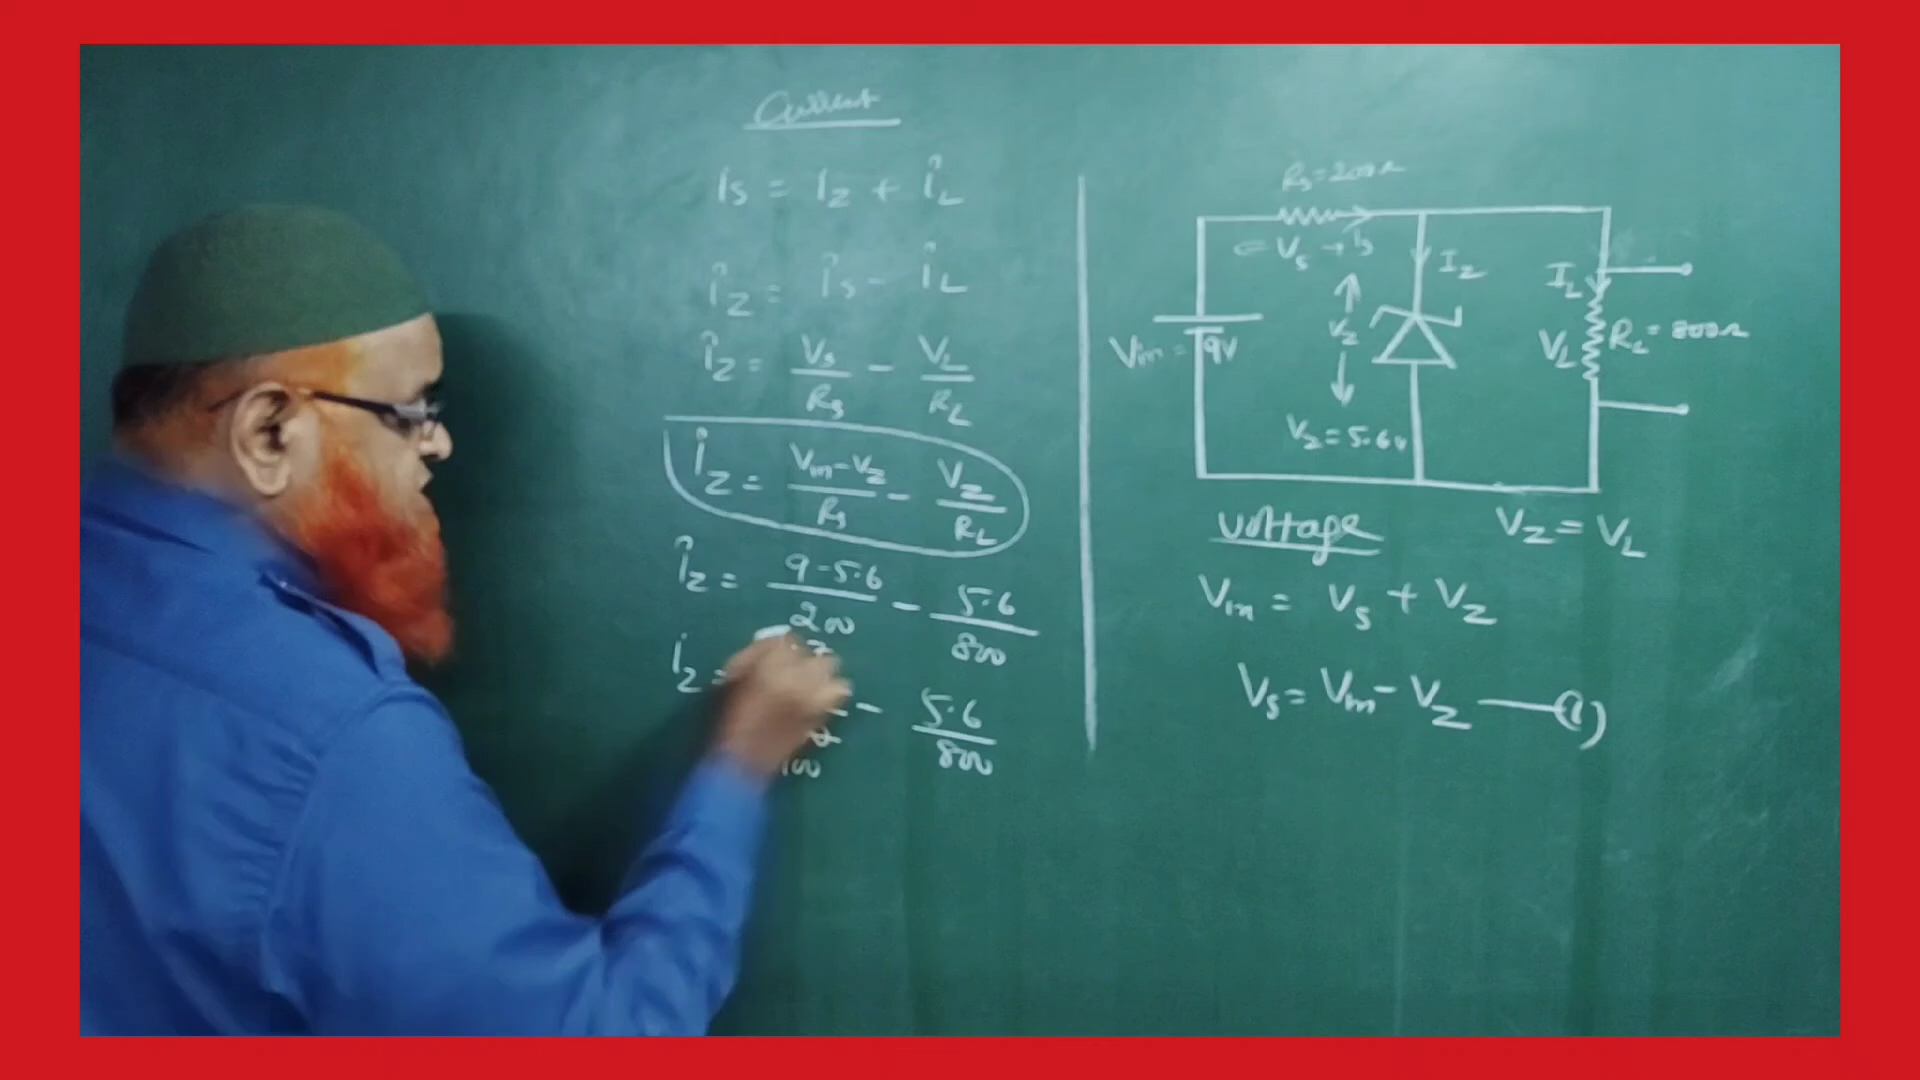 Current
Is = Iz + IL
Iz = Is - IL
Iz = Vs/Rs - VL/RL
Iz = Vin-Vz/Rs - Vz/RL
Iz = 9-5.6/200 - 5.6/800
Iz =
- 5.6/800
Rs=200Ω
Vs
Is
Iz
Vz
Vin = 9V
Vz=5.6v
IL
VL
RL = 800Ω
Voltage
Vz = VL
Vin = Vs + Vz
Vs = Vin - Vz —(1)